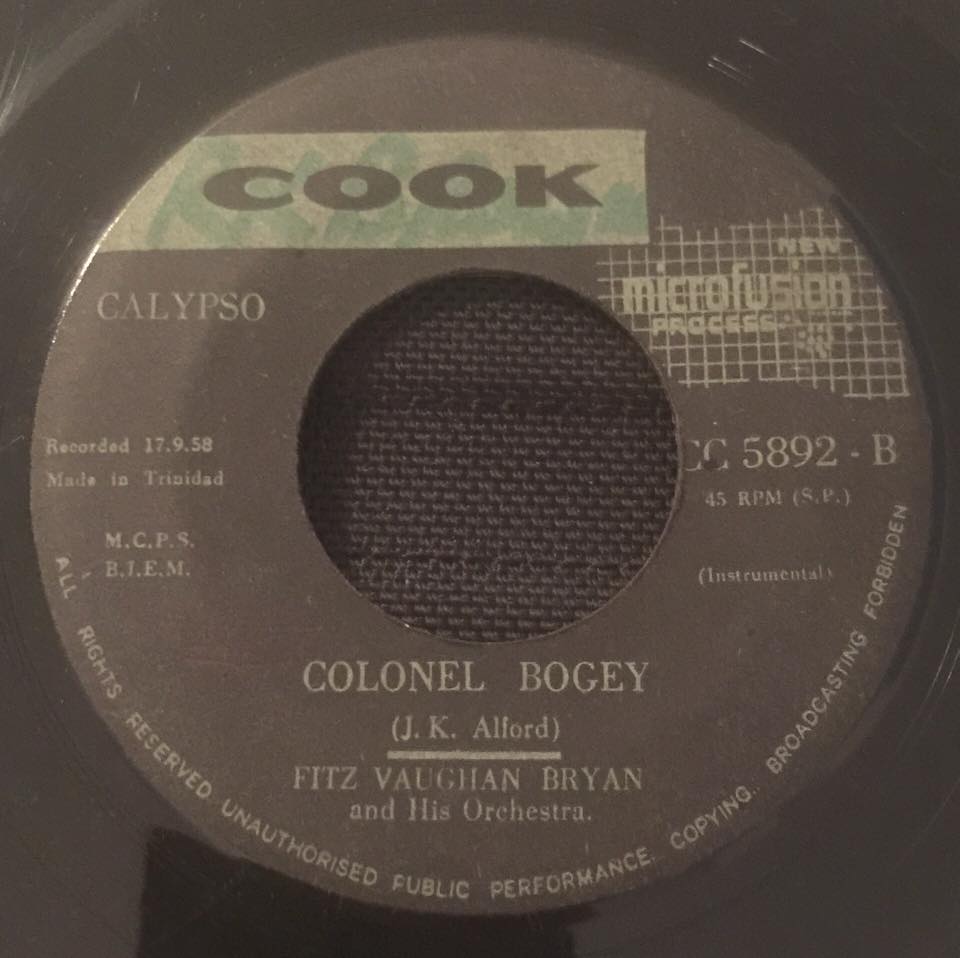 COOK
NEW
microfusion
PROCESS
CALYPSO
Recorded 17.9.58
Made in Trinidad
CC 5892 - B
45 RPM (S.P.)
M.C.P.S.
B.I.E.M.
(Instrumental)
COLONEL BOGEY
(J. K. Alford)
FITZ VAUGHAN BRYAN
and His Orchestra.
ALL RIGHTS RESERVED UNAUTHORISED PUBLIC PERFORMANCE. COPYING. BROADCASTING FORBIDDEN